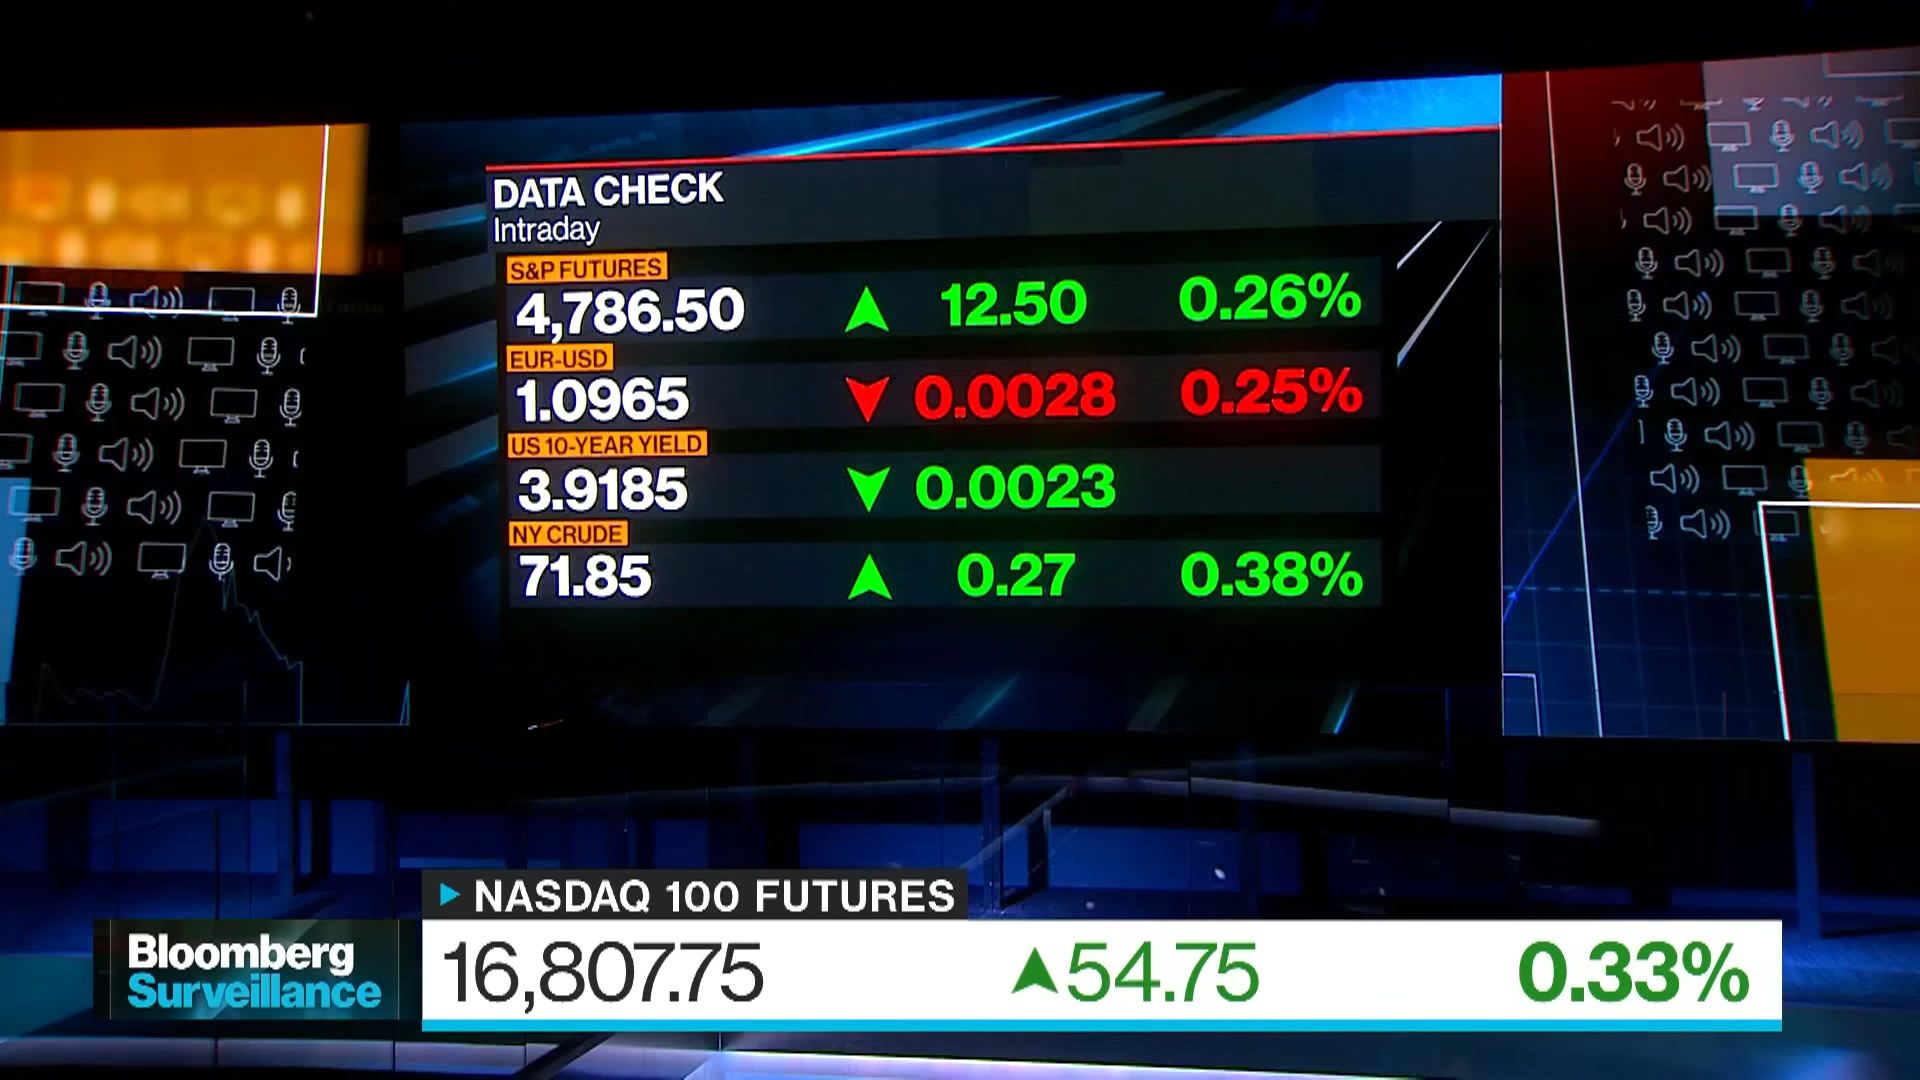 DATA CHECK
Intraday
S&P FUTURES
4,786.50 ▲ 12.50 0.26%
EUR-USD
1.0965 ▼ 0.0028 0.25%
US 10-YEAR YIELD
3.9185 ▼ 0.0023
NY CRUDE
71.85 ▲ 0.27 0.38%
NASDAQ 100 FUTURES
Bloomberg
Surveillance
16,807.75 ▲ 54.75 0.33%